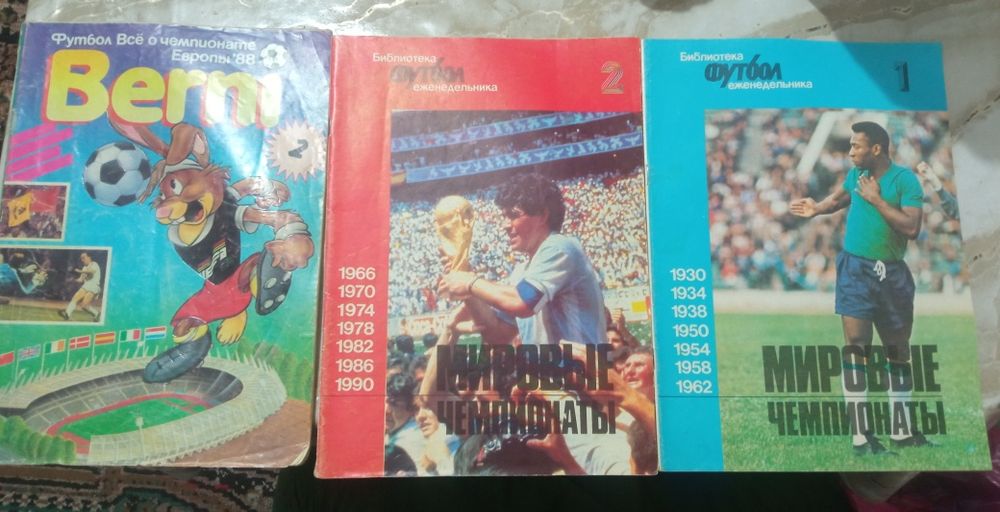 Футбол Всё о чемпионате
Европы '88
Berni
2
UEFA
Библиотека
Футбол
еженедельника
2
1966
1970
1974
1978
1982
1986
1990
МИРОВЫЕ
ЧЕМПИОНАТЫ
Библиотека
Футбол
еженедельника
1
1930
1934
1938
1950
1954
1958
1962
МИРОВЫЕ
ЧЕМПИОНАТЫ